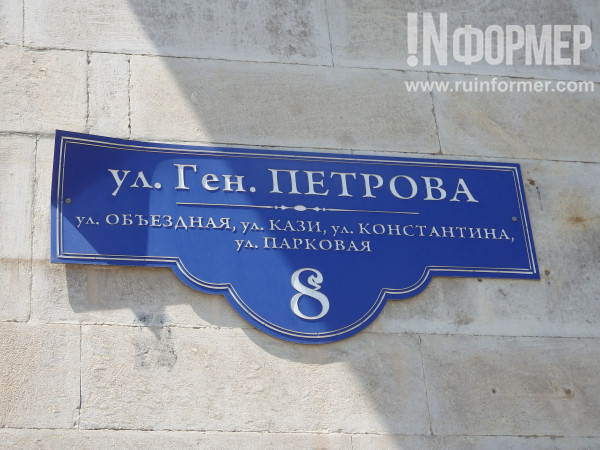 !NФОРМЕР
www.ruinformer.com
ул. Ген. ПЕТРОВА
ул. ОБЪЕЗДНАЯ, ул. КАЗИ, ул. КОНСТАНТИНА,
ул. ПАРКОВАЯ
8